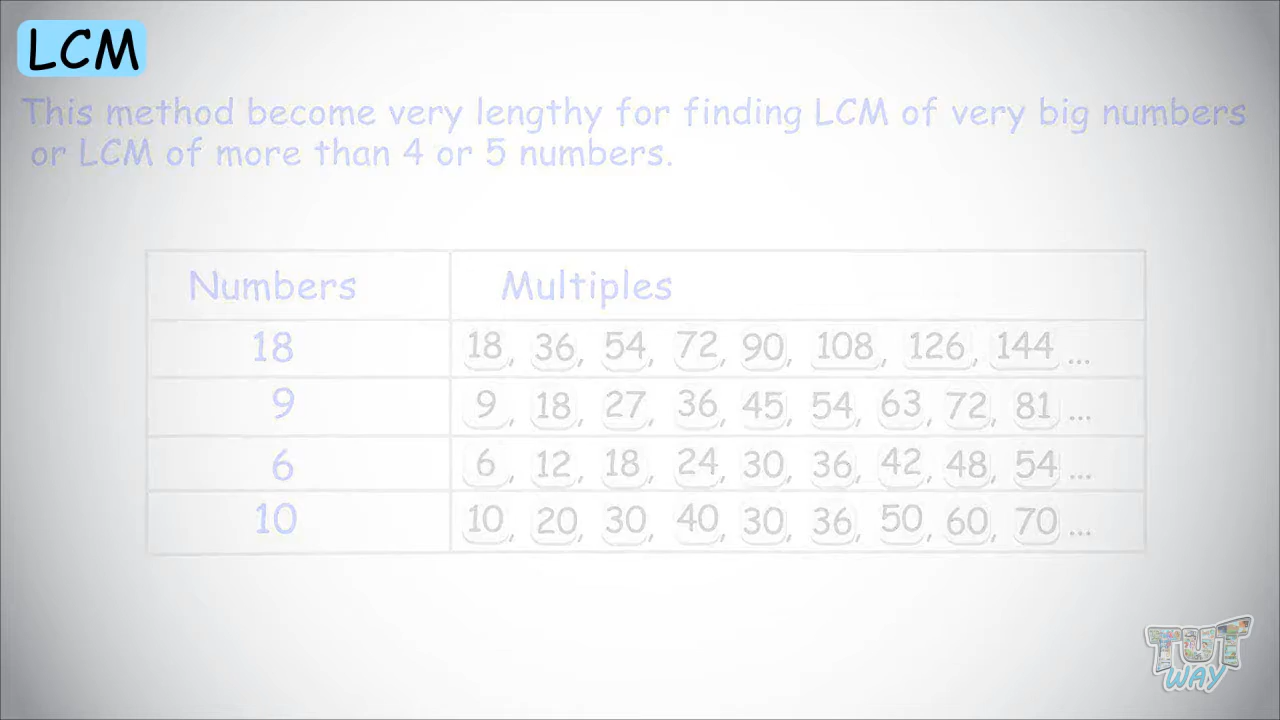 LCM
This method become very lengthy for finding LCM of very big numbers
or LCM of more than 4 or 5 numbers.
Numbers Multiples
18 18, 36, 54, 72, 90, 108, 126, 144 ...
9 9, 18, 27, 36, 45, 54, 63, 72, 81 ...
6 6, 12, 18, 24, 30, 36, 42, 48, 54 ...
10 10, 20, 30, 40, 30, 36, 50, 60, 70 ...
TUT
WAY